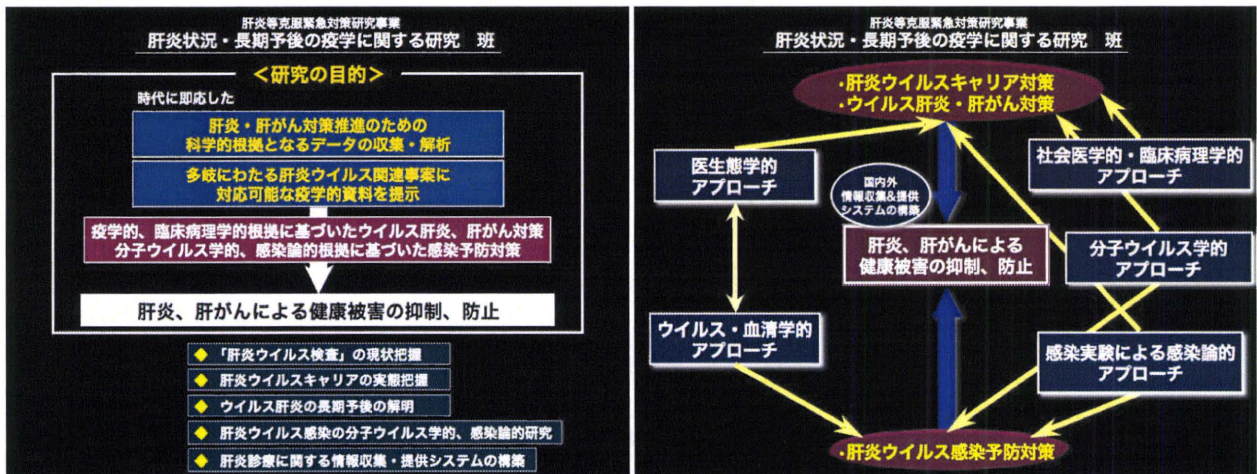 肝炎等克服緊急対策研究事業
肝炎状況・長期予後の疫学に関する研究 班
＜研究の目的＞
時代に即応した
肝炎・肝がん対策推進のための
科学的根拠となるデータの収集・解析
多岐にわたる肝炎ウイルス関連事案に
対応可能な疫学的資料を提示
疫学的、臨床病理学的根拠に基づいたウイルス肝炎、肝がん対策
分子ウイルス学的、感染論的根拠に基づいた感染予防対策
肝炎、肝がんによる健康被害の抑制、防止
◆ 「肝炎ウイルス検査」の現状把握
◆ 肝炎ウイルスキャリアの実態把握
◆ ウイルス肝炎の長期予後の解明
◆ 肝炎ウイルス感染の分子ウイルス学的、感染論的研究
◆ 肝炎診療に関する情報収集・提供システムの構築
肝炎等克服緊急対策研究事業
肝炎状況・長期予後の疫学に関する研究 班
・肝炎ウイルスキャリア対策
・ウイルス肝炎・肝がん対策
医生態学的
アプローチ
国内外
情報収集&提供
システムの構築
社会医学的・臨床病理学的
アプローチ
肝炎、肝がんによる
健康被害の抑制、防止
分子ウイルス学的
アプローチ
ウイルス・血清学的
アプローチ
感染実験による感染論的
アプローチ
・肝炎ウイルス感染予防対策